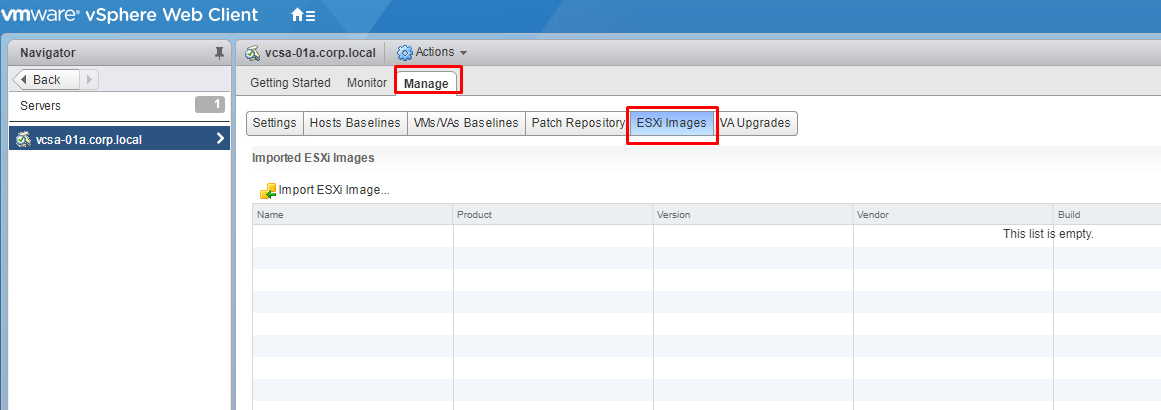 vmware® vSphere Web Client
Navigator
Back
Servers
1
vcsa-01a.corp.local
vcsa-01a.corp.local
Actions
Getting Started
Monitor
Manage
Settings
Hosts Baselines
VMs/VAs Baselines
Patch Repository
ESXi Images
VA Upgrades
Imported ESXi Images
Import ESXi Image...
Name
Product
Version
Vendor
Build
This list is empty.